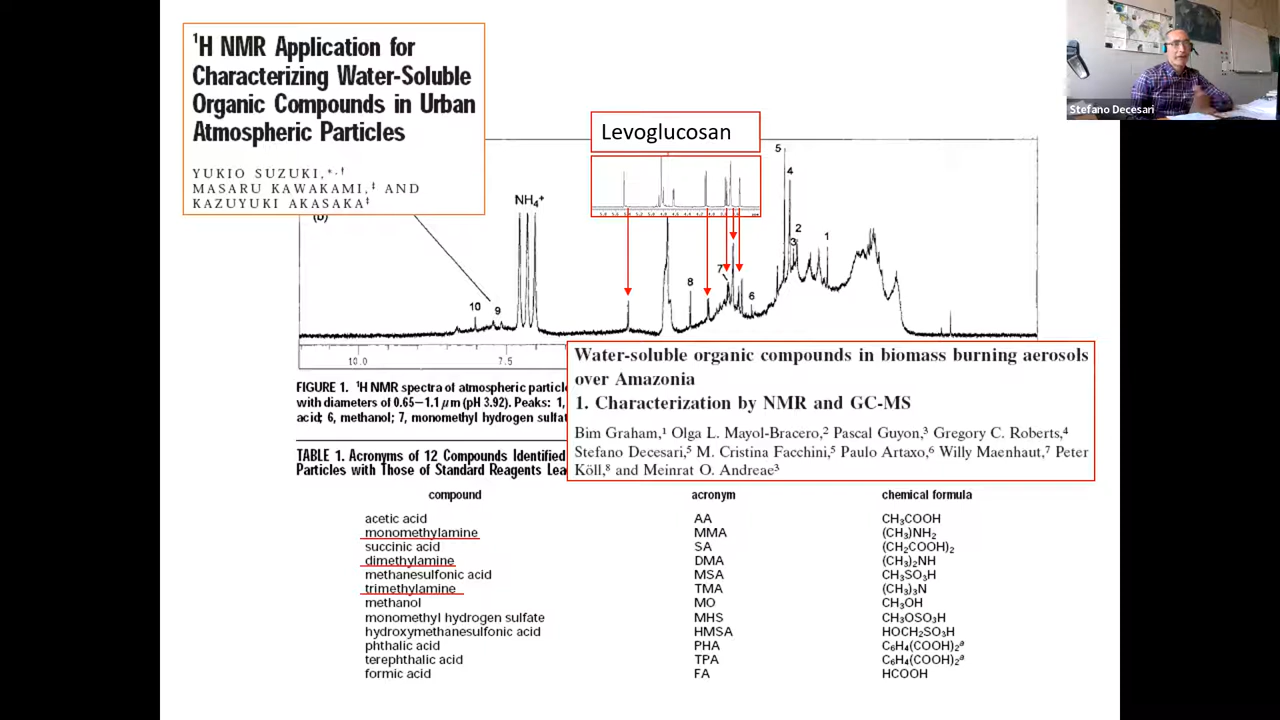 ¹H NMR Application for
Characterizing Water-Soluble
Organic Compounds in Urban
Atmospheric Particles
YUKIO SUZUKI,*,†
MASARU KAWAKAMI,‡ AND
KAZUYUKI AKASAKA‡
Stefano Decesari
Levoglucosan
(b)
NH₄⁺
5
4
3
2
1
7
8
6
10
9
10.0
7.5
Water-soluble organic compounds in biomass burning aerosols
over Amazonia
1. Characterization by NMR and GC-MS
Bim Graham,¹ Olga L. Mayol-Bracero,² Pascal Guyon,³ Gregory C. Roberts,⁴
Stefano Decesari,⁵ M. Cristina Facchini,⁵ Paulo Artaxo,⁶ Willy Maenhaut,⁷ Peter
Köll,⁸ and Meinrat O. Andreae³
FIGURE 1. ¹H NMR spectra of atmospheric particle
with diameters of 0.65–1.1 μm (pH 3.92). Peaks: 1,
acid; 6, methanol; 7, monomethyl hydrogen sulfat
TABLE 1. Acronyms of 12 Compounds Identified
Particles with Those of Standard Reagents Lea
compound acronym chemical formula
acetic acid AA CH₃COOH
monomethylamine MMA (CH₃)NH₂
succinic acid SA (CH₂COOH)₂
dimethylamine DMA (CH₃)₂NH
methanesulfonic acid MSA CH₃SO₃H
trimethylamine TMA (CH₃)₃N
methanol MO CH₃OH
monomethyl hydrogen sulfate MHS CH₃OSO₃H
hydroxymethanesulfonic acid HMSA HOCH₂SO₃H
phthalic acid PHA C₆H₄(COOH)₂ᵃ
terephthalic acid TPA C₆H₄(COOH)₂ᵃ
formic acid FA HCOOH